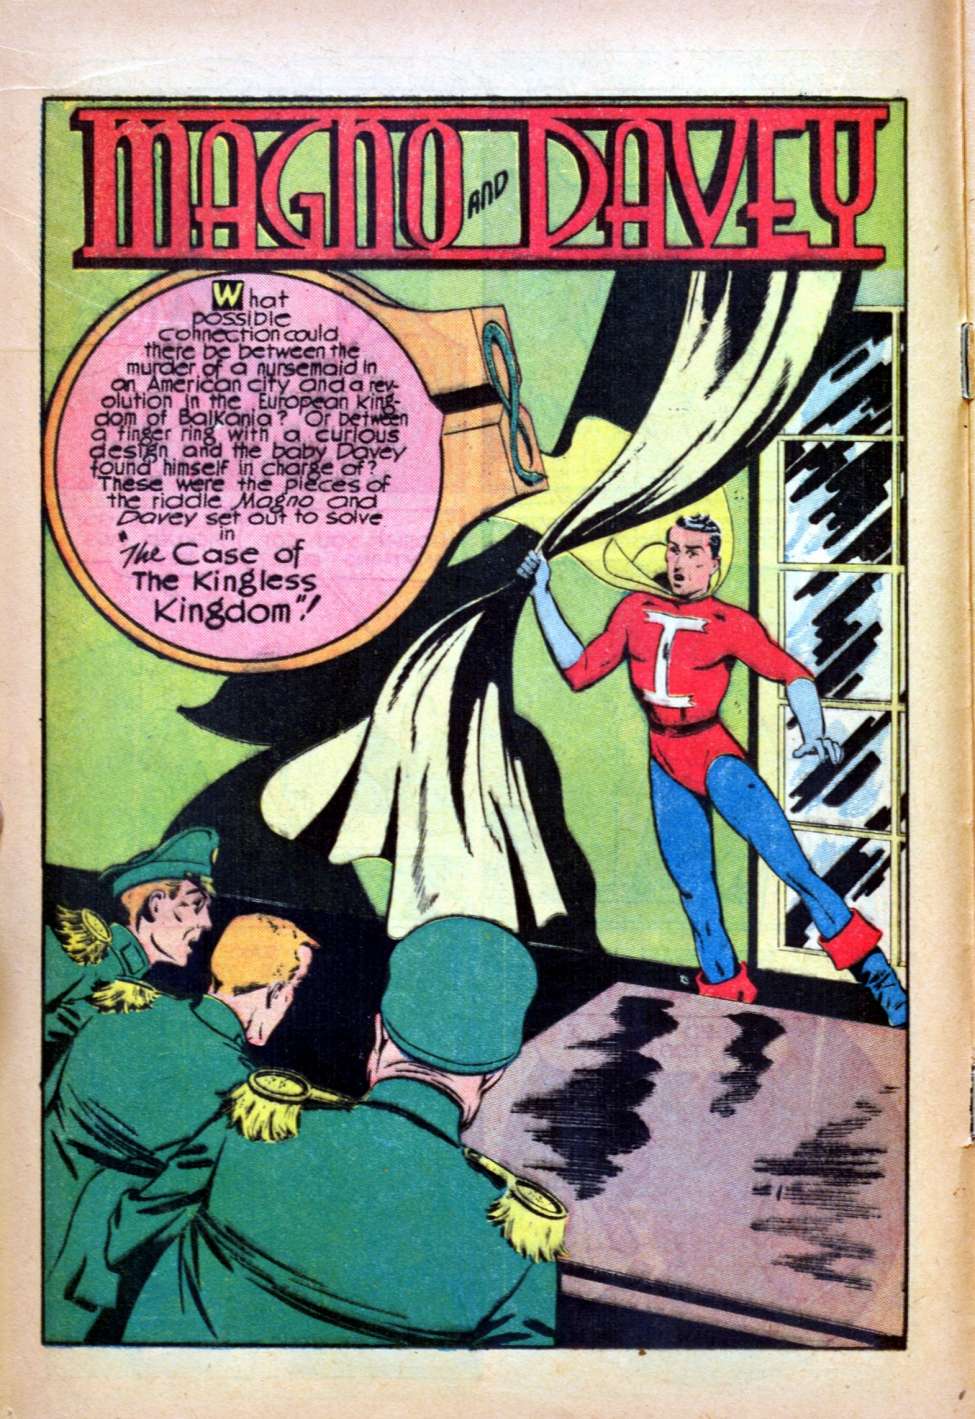 MAGNO AND DAVEY
What
possible
connection could
there be between the
murder of a nursemaid in
an American city and a rev-
olution in the European king-
dom of Balkania? Or between
a finger ring with a curious
design and the baby Davey
found himself in charge of?
These were the pieces of
the riddle Magno and
Davey set out to solve
in
"The Case of
The Kingless
Kingdom"!
I